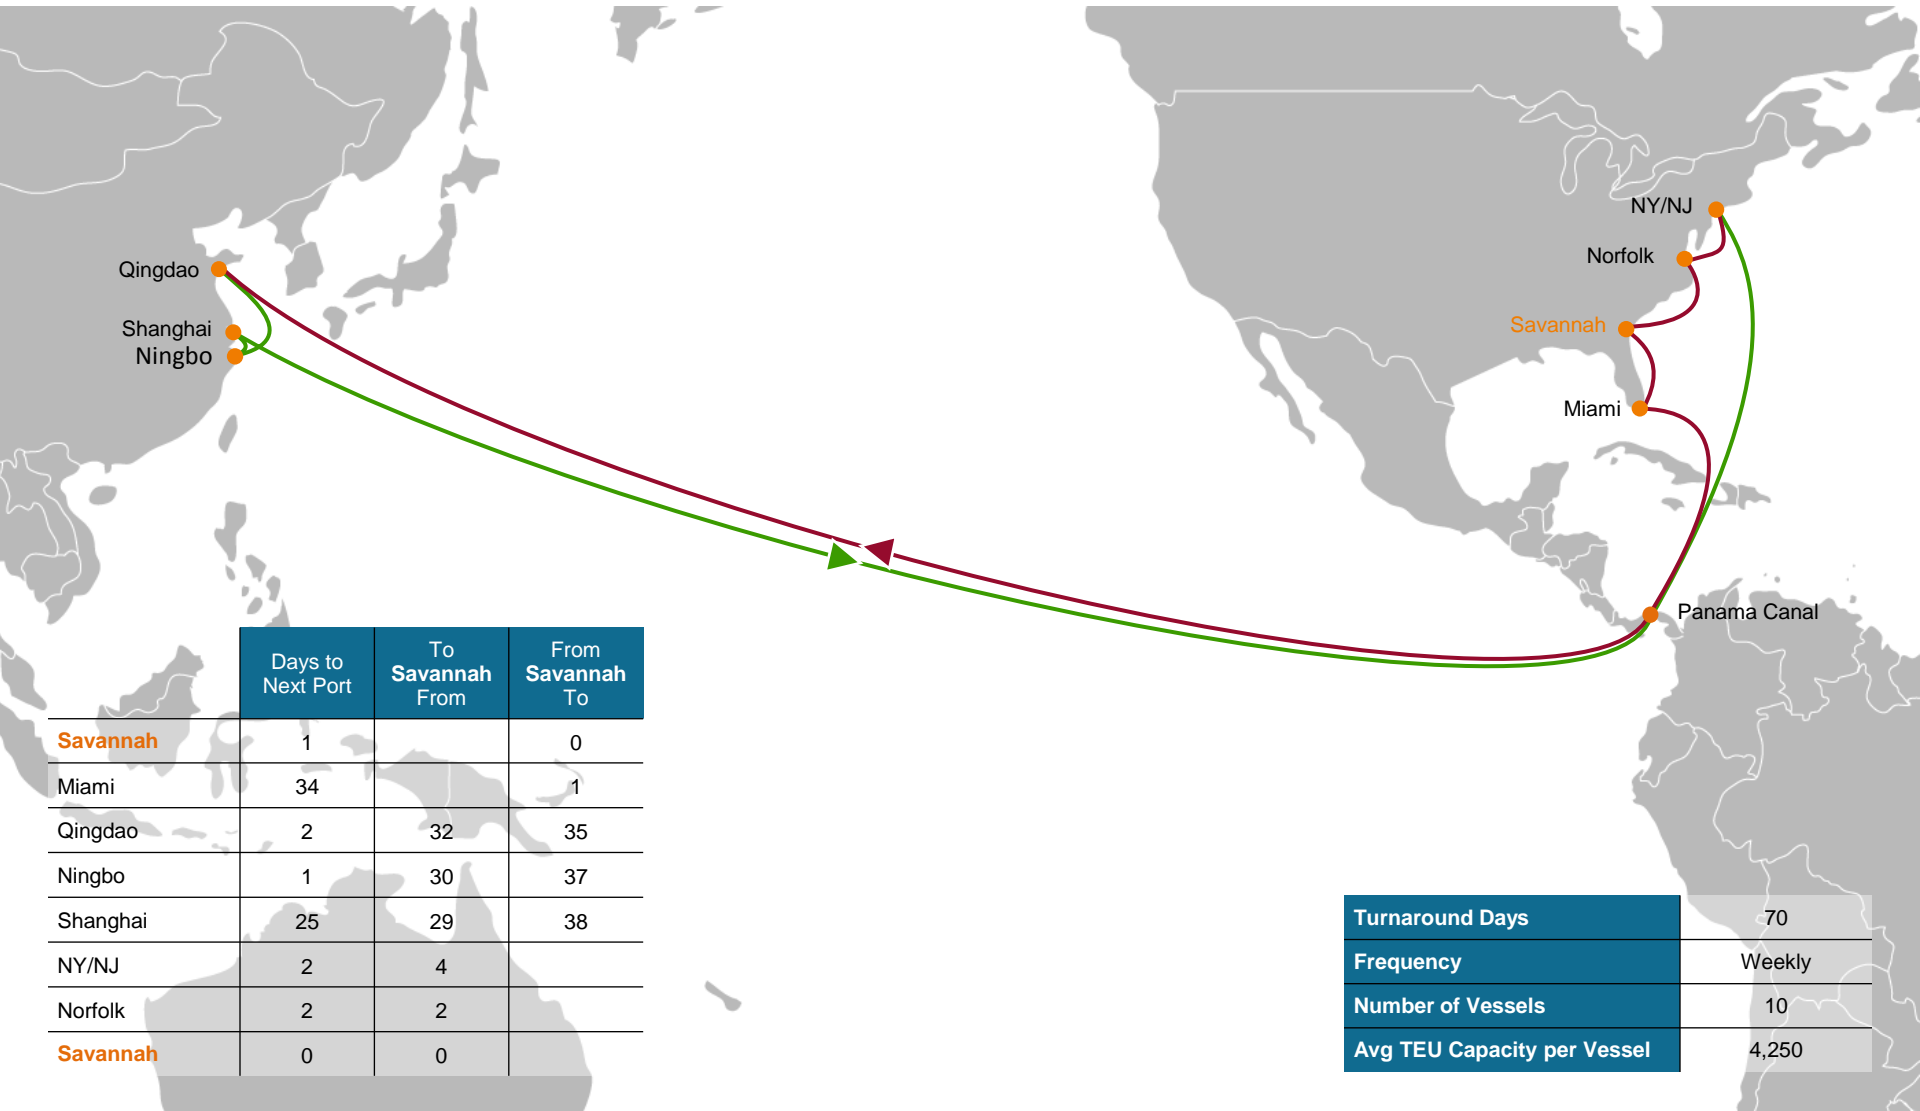 NY/NJ
Norfolk
Qingdao
Savannah
Shanghai
Ningbo
Miami
Panama Canal
Days to
Next Port
To
Savannah
From
From
Savannah
To
Savannah 1 0
Miami 34 1
Qingdao 2 32 35
Ningbo 1 30 37
Shanghai 25 29 38
NY/NJ 2 4
Norfolk 2 2
Savannah 0 0
Turnaround Days 70
Frequency Weekly
Number of Vessels 10
Avg TEU Capacity per Vessel 4,250